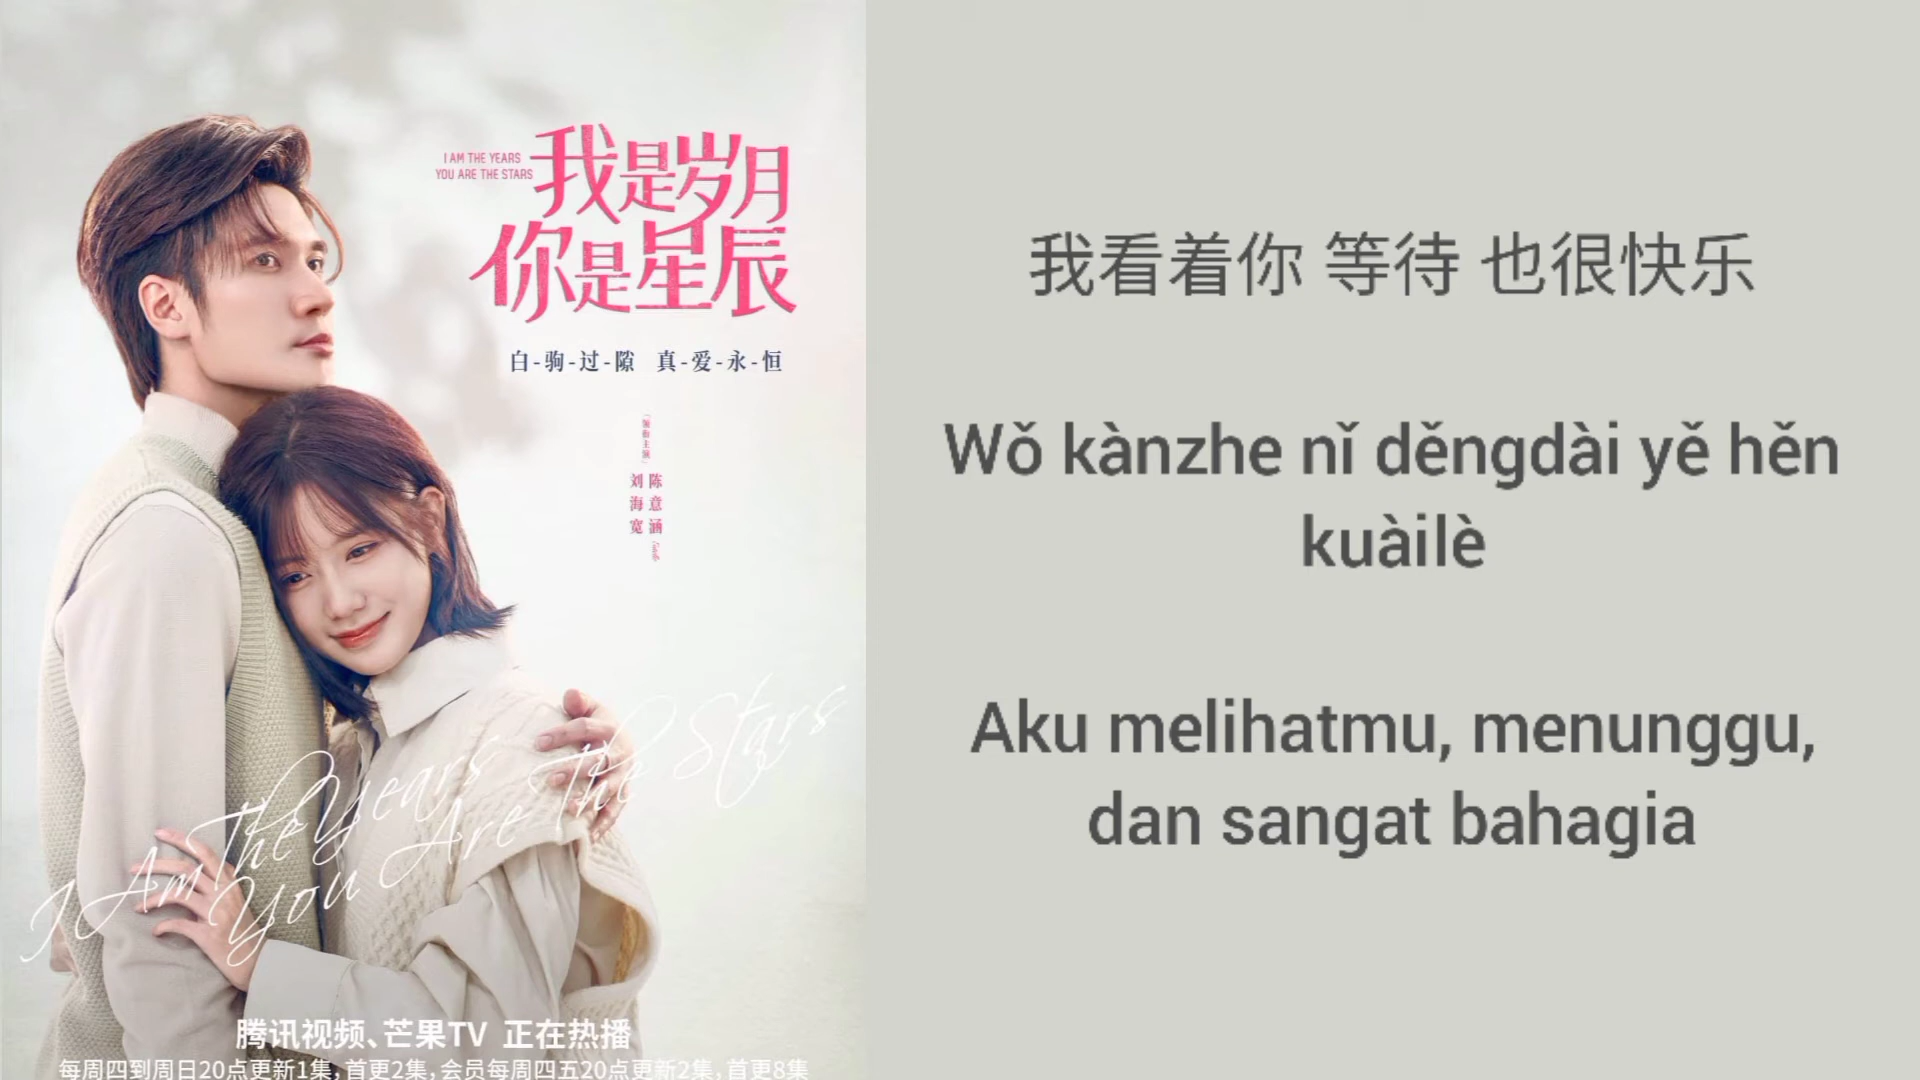 I AM THE YEARS
YOU ARE THE STARS
我是岁月
你是星辰
白-驹-过-隙 真-爱-永-恒
领衔主演
刘海宽
陈意涵
I Am The Years
You Are The Stars
腾讯视频、芒果TV 正在热播
每周四到周日20点更新1集,首更2集,会员每周四五20点更新2集,首更8集
我看着你 等待 也很快乐
Wǒ kànzhe nǐ děngdài yě hěn
kuàilè
Aku melihatmu, menunggu,
dan sangat bahagia